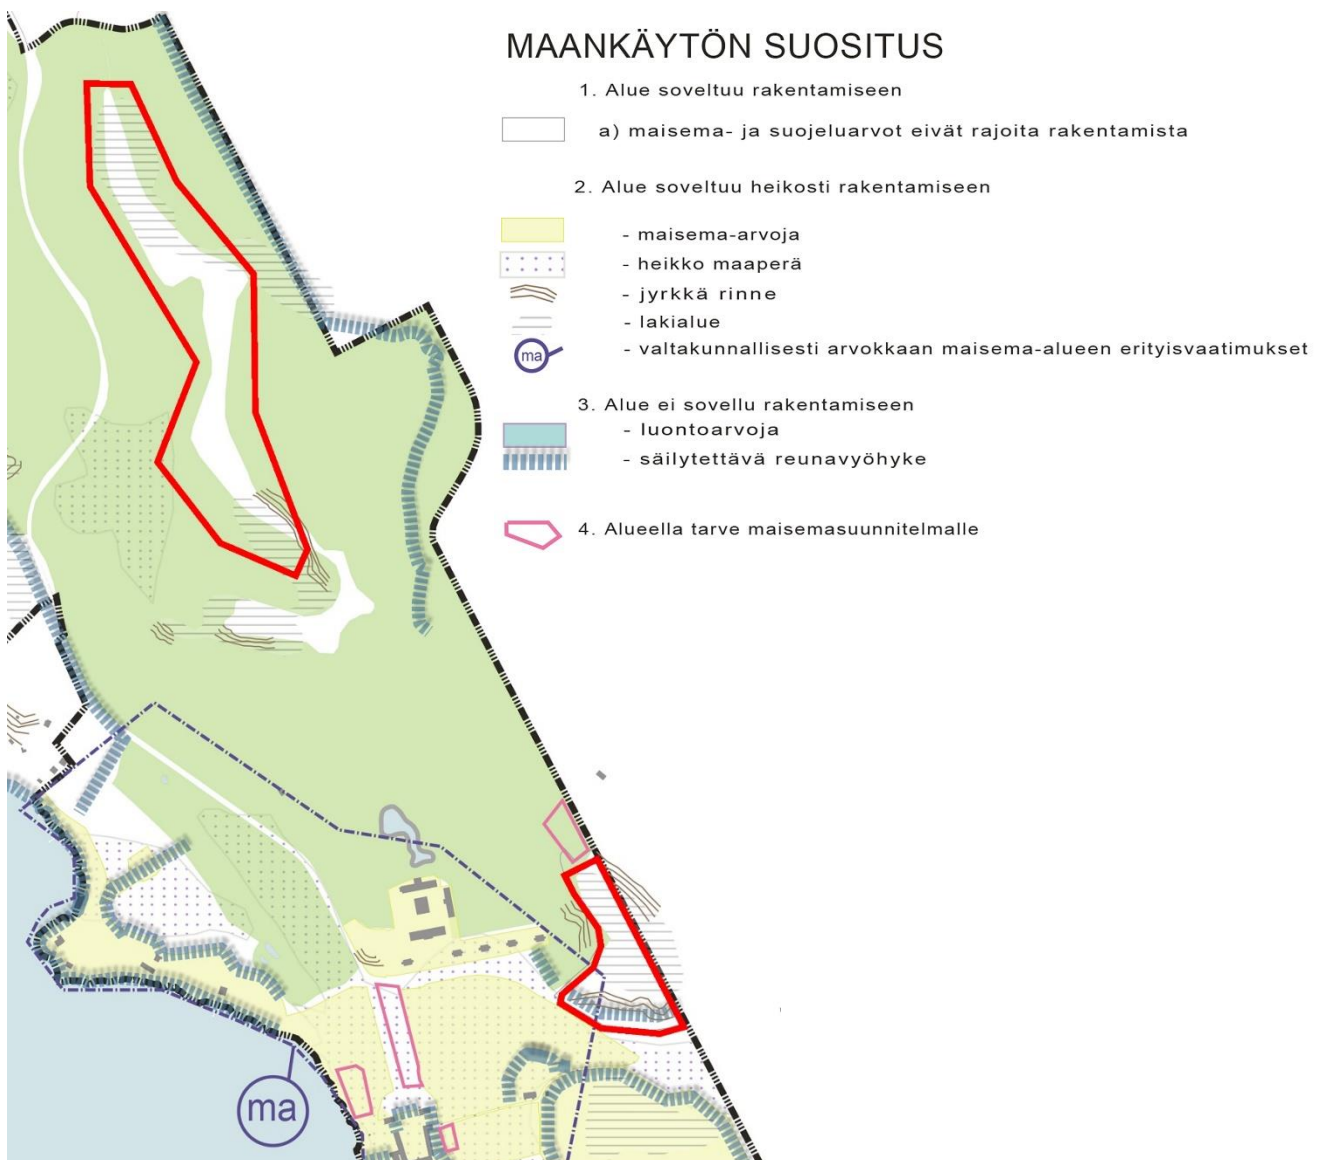 MAANKÄYTÖN SUOSITUS
1. Alue soveltuu rakentamiseen
a) maisema- ja suojeluarvot eivät rajoita rakentamista
2. Alue soveltuu heikosti rakentamiseen
- maisema-arvoja
- heikko maaperä
- jyrkkä rinne
- lakialue
ma
- valtakunnallisesti arvokkaan maisema-alueen erityisvaatimukset
3. Alue ei sovellu rakentamiseen
- luontoarvoja
- säilytettävä reunavyöhyke
4. Alueella tarve maisemasuunnitelmalle
ma